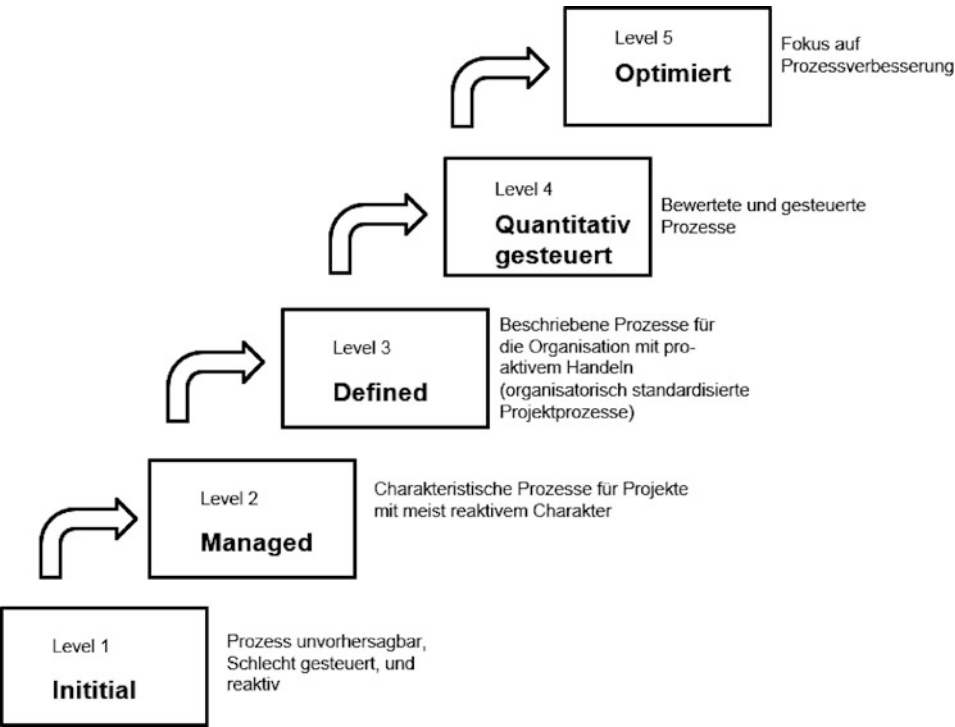 Level 5
Optimiert
Fokus auf
Prozessverbesserung
Level 4
Quantitativ
gesteuert
Bewertete und gesteuerte
Prozesse
Level 3
Defined
Beschriebene Prozesse für
die Organisation mit pro-
aktivem Handeln
(organisatorisch standardisierte
Projektprozesse)
Level 2
Managed
Charakteristische Prozesse für Projekte
mit meist reaktivem Charakter
Level 1
Inititial
Prozess unvorhersagbar,
Schlecht gesteuert, und
reaktiv